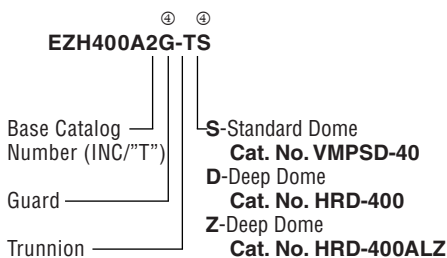 ④ ④
EZH400A2G-TS
Base Catalog
Number (INC/”T”)
Guard
Trunnion
S-Standard Dome
Cat. No. VMPSD-40
D-Deep Dome
Cat. No. HRD-400
Z-Deep Dome
Cat. No. HRD-400ALZ